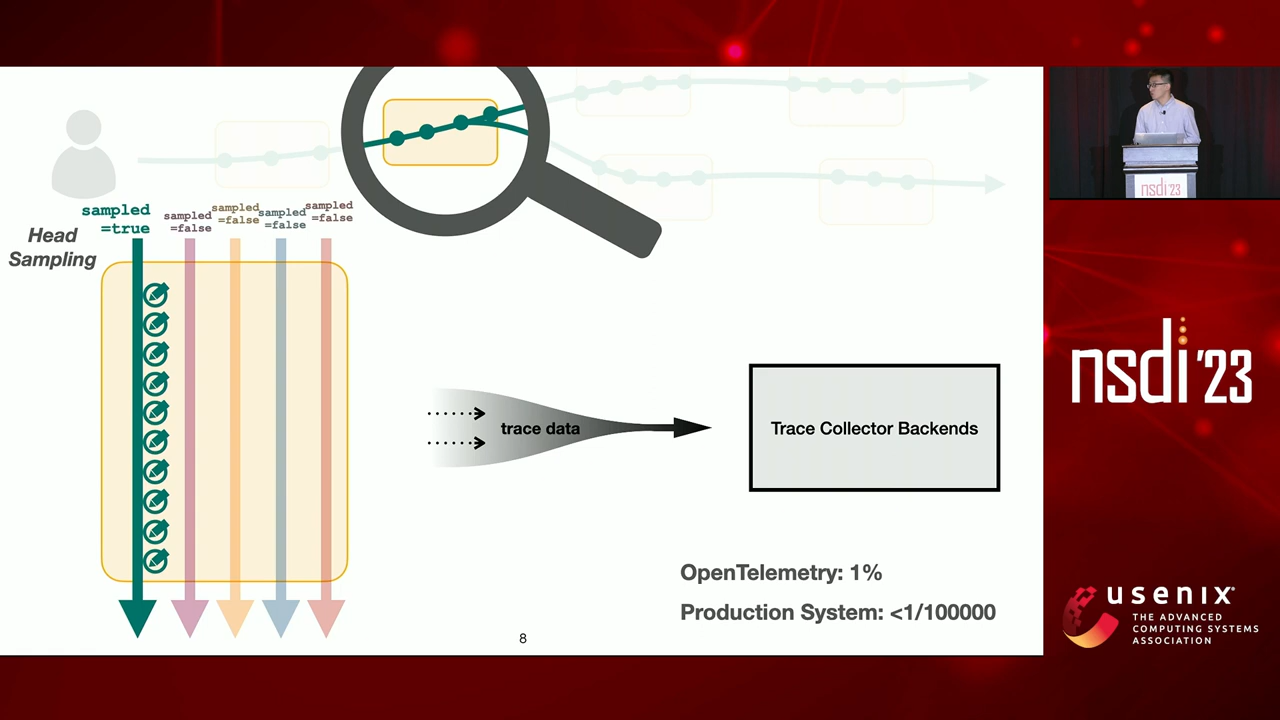 sampled
=true
sampled
=false
sampled
=false
sampled
=false
sampled
=false
Head
Sampling
trace data
Trace Collector Backends
OpenTelemetry: 1%
Production System: <1/100000
8
nsdi'23
nsdi'23
usenix
THE ADVANCED
COMPUTING SYSTEMS
ASSOCIATION